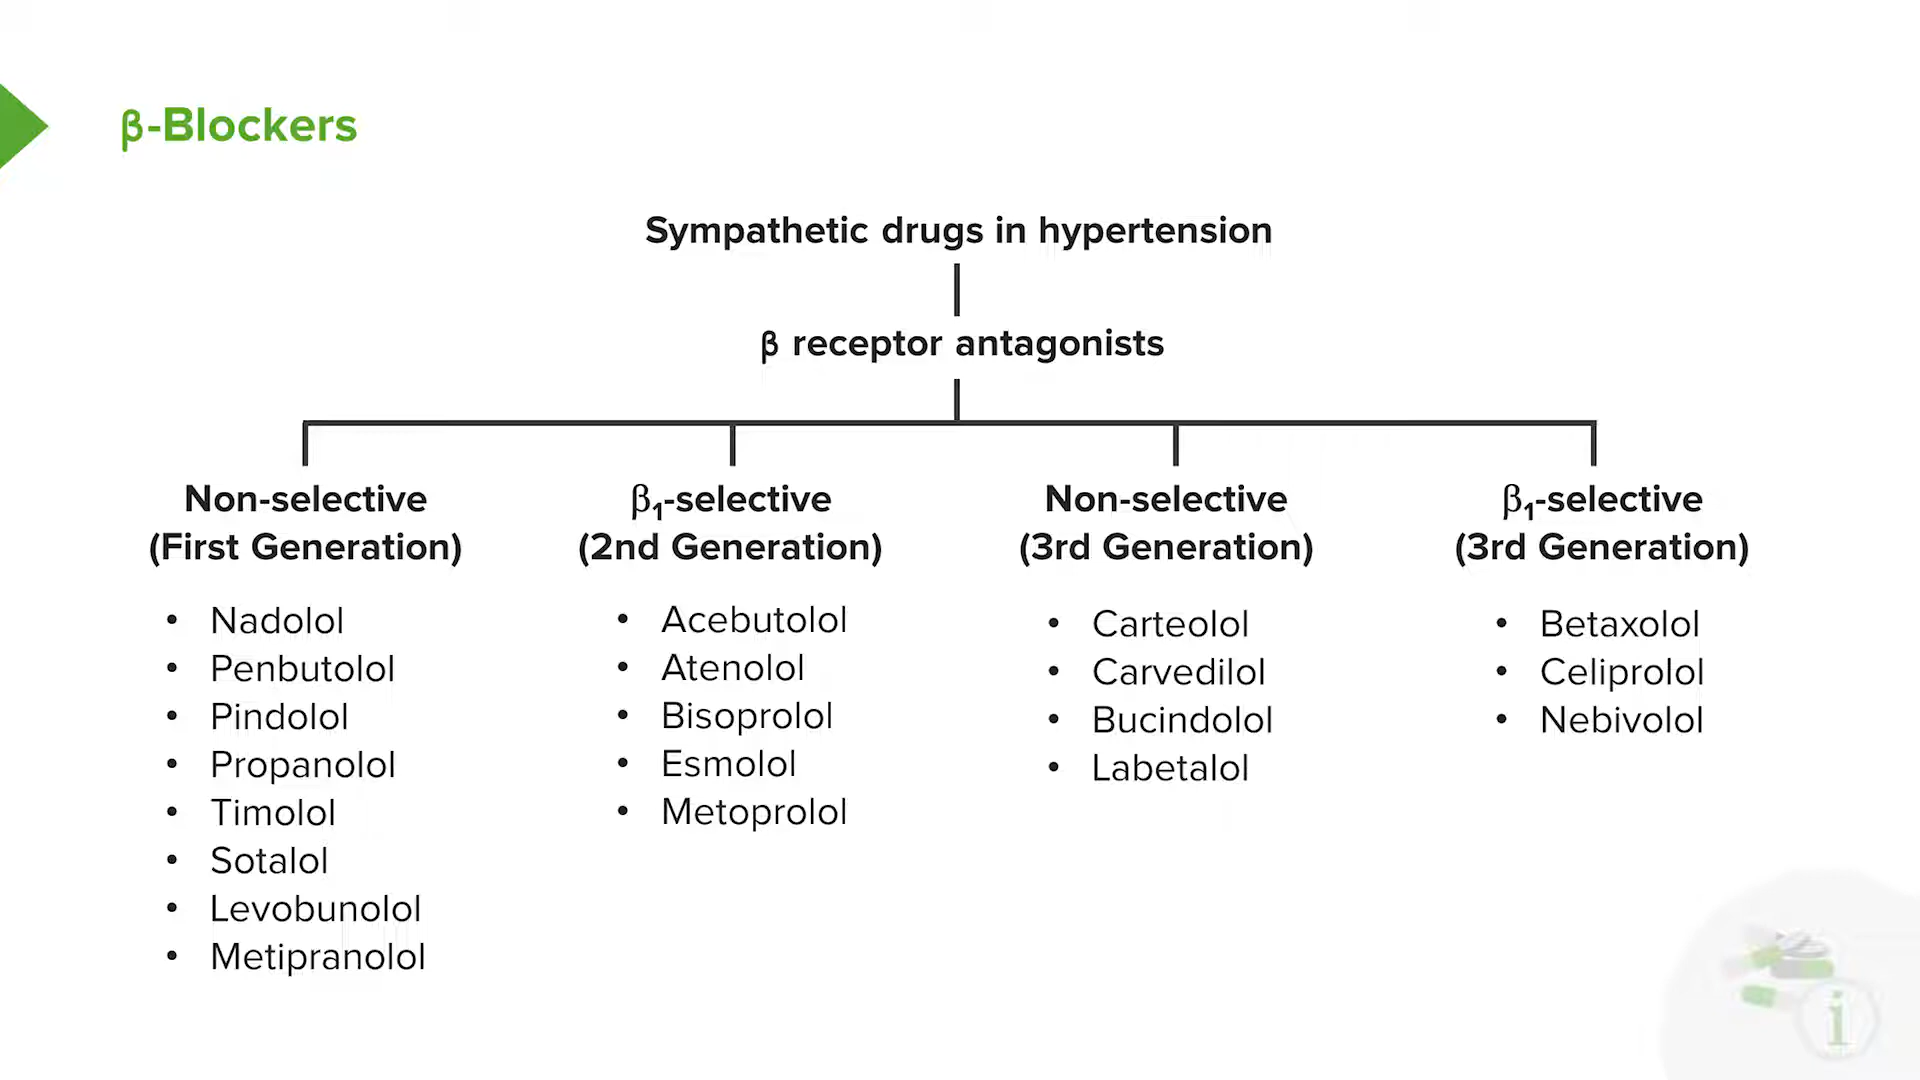 β-Blockers
Sympathetic drugs in hypertension
β receptor antagonists
Non-selective
(First Generation)
• Nadolol
• Penbutolol
• Pindolol
• Propanolol
• Timolol
• Sotalol
• Levobunolol
• Metipranolol
β₁-selective
(2nd Generation)
• Acebutolol
• Atenolol
• Bisoprolol
• Esmolol
• Metoprolol
Non-selective
(3rd Generation)
• Carteolol
• Carvedilol
• Bucindolol
• Labetalol
β₁-selective
(3rd Generation)
• Betaxolol
• Celiprolol
• Nebivolol
i